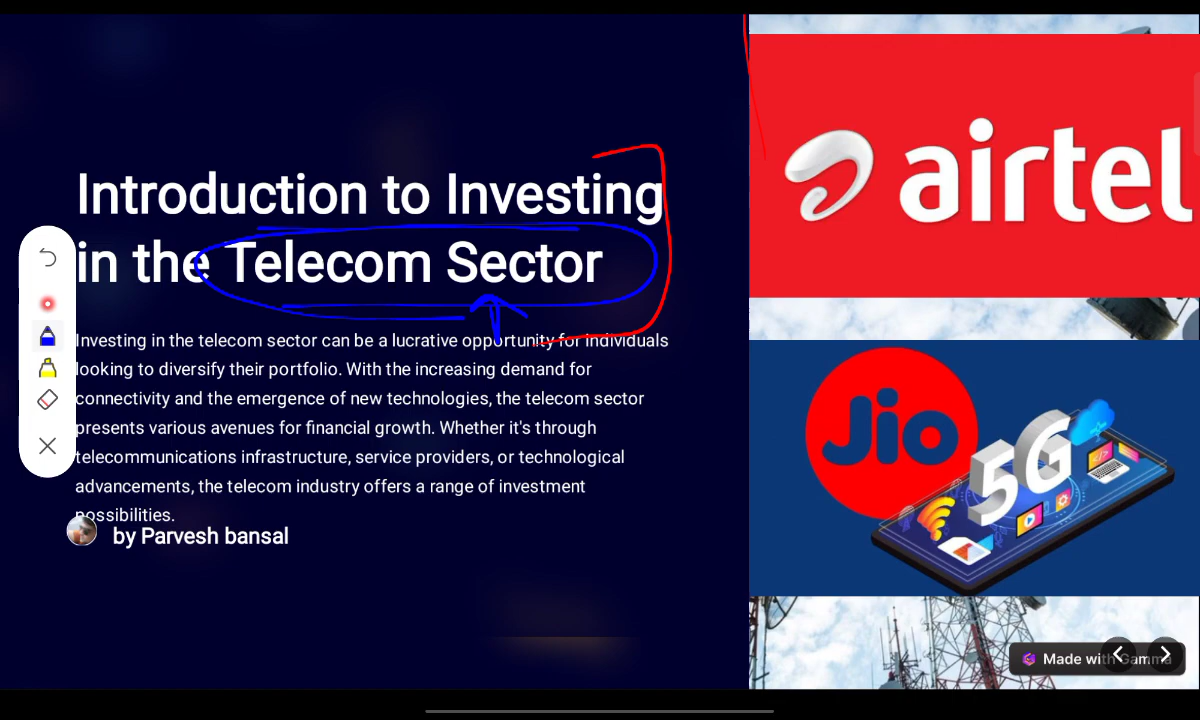 Introduction to Investing
in the Telecom Sector
Investing in the telecom sector can be a lucrative opportunity for individuals
looking to diversify their portfolio. With the increasing demand for
connectivity and the emergence of new technologies, the telecom sector
presents various avenues for financial growth. Whether it's through
telecommunications infrastructure, service providers, or technological
advancements, the telecom industry offers a range of investment
possibilities.
by Parvesh bansal
airtel
Jio
5G
</>
Made with Gamma